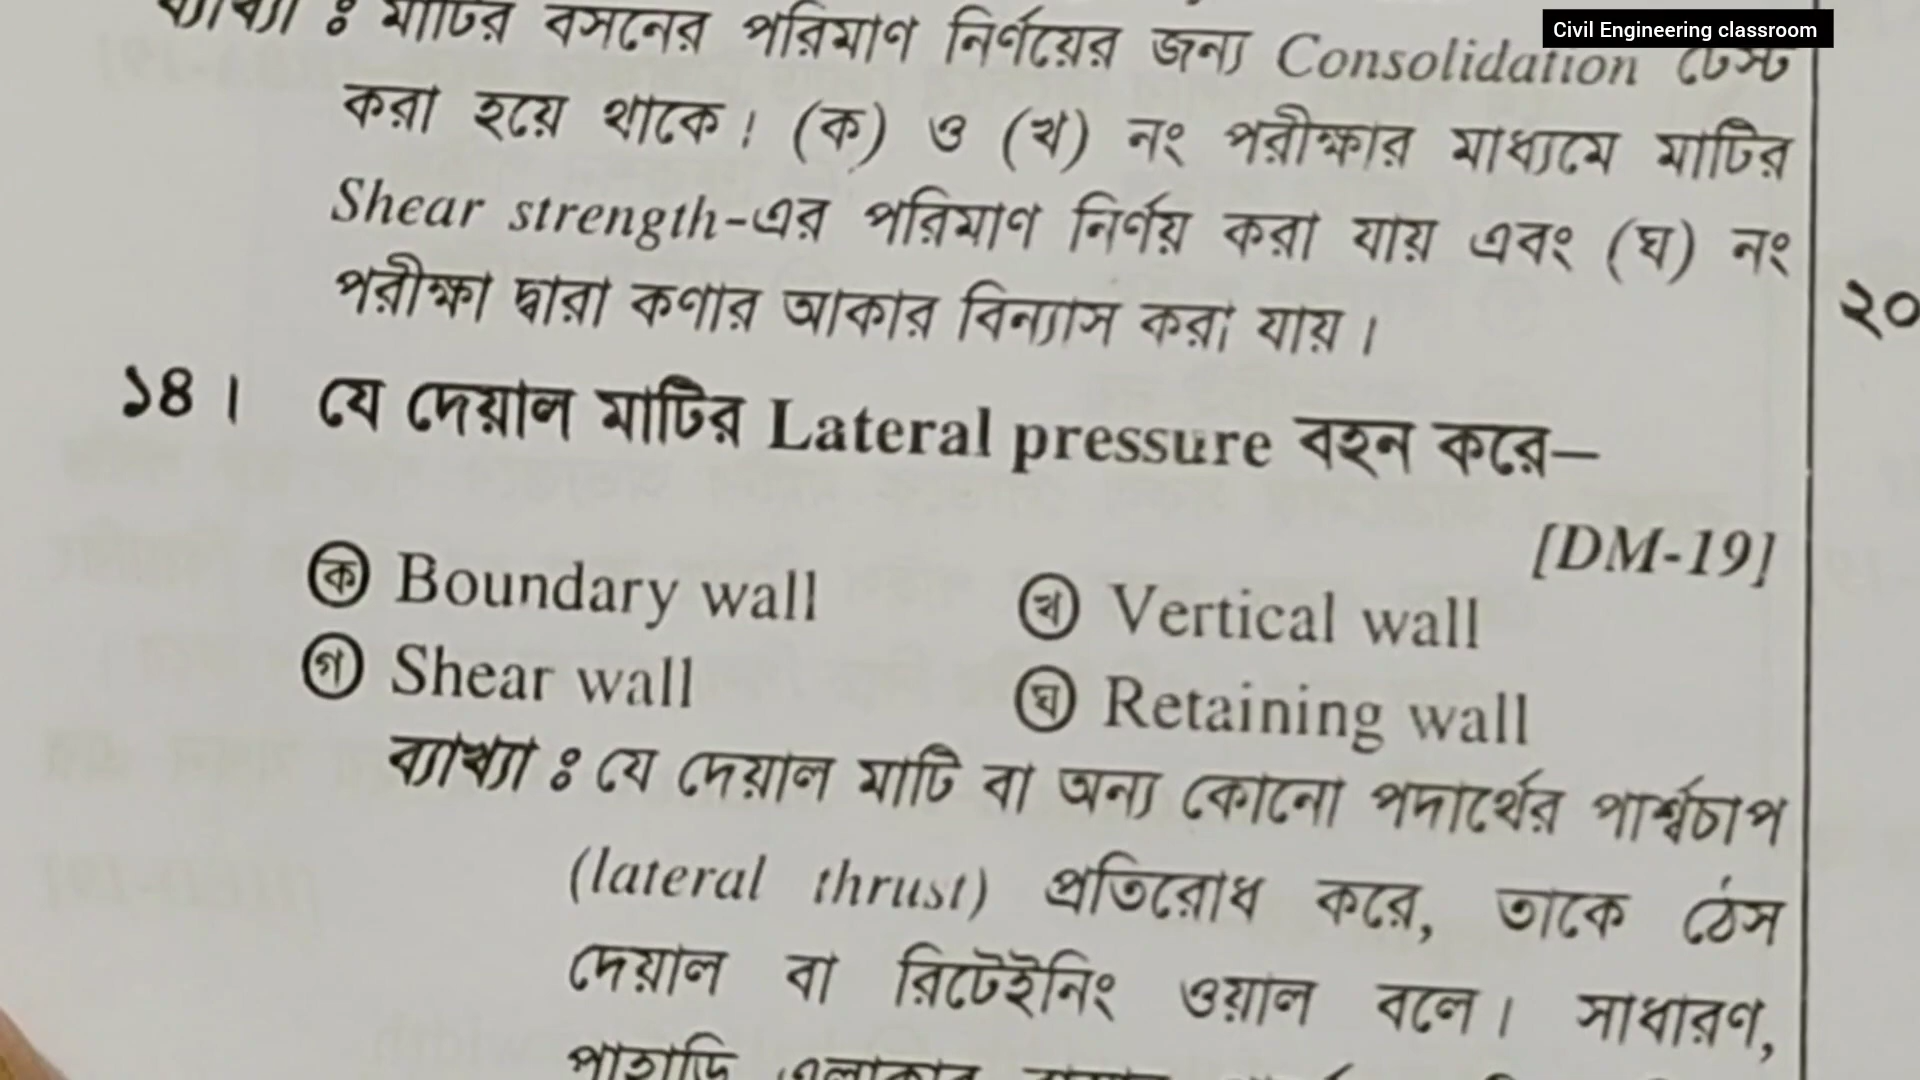 Civil Engineering classroom
ব্যাখ্যা ঃ মাটির বসনের পরিমাণ নির্ণয়ের জন্য Consolidation টেস্ট
করা হয়ে থাকে। (ক) ও (খ) নং পরীক্ষার মাধ্যমে মাটির
Shear strength-এর পরিমাণ নির্ণয় করা যায় এবং (ঘ) নং
পরীক্ষা দ্বারা কণার আকার বিন্যাস করা যায়।
২০
১৪। যে দেয়াল মাটির Lateral pressure বহন করে—
[DM-19]
ক Boundary wall খ Vertical wall
গ Shear wall ঘ Retaining wall
ব্যাখ্যা ঃ যে দেয়াল মাটি বা অন্য কোনো পদার্থের পার্শ্বচাপ
(lateral thrust) প্রতিরোধ করে, তাকে ঠেস
দেয়াল বা রিটেইনিং ওয়াল বলে। সাধারণ,
পাহাড়ি এলাকার